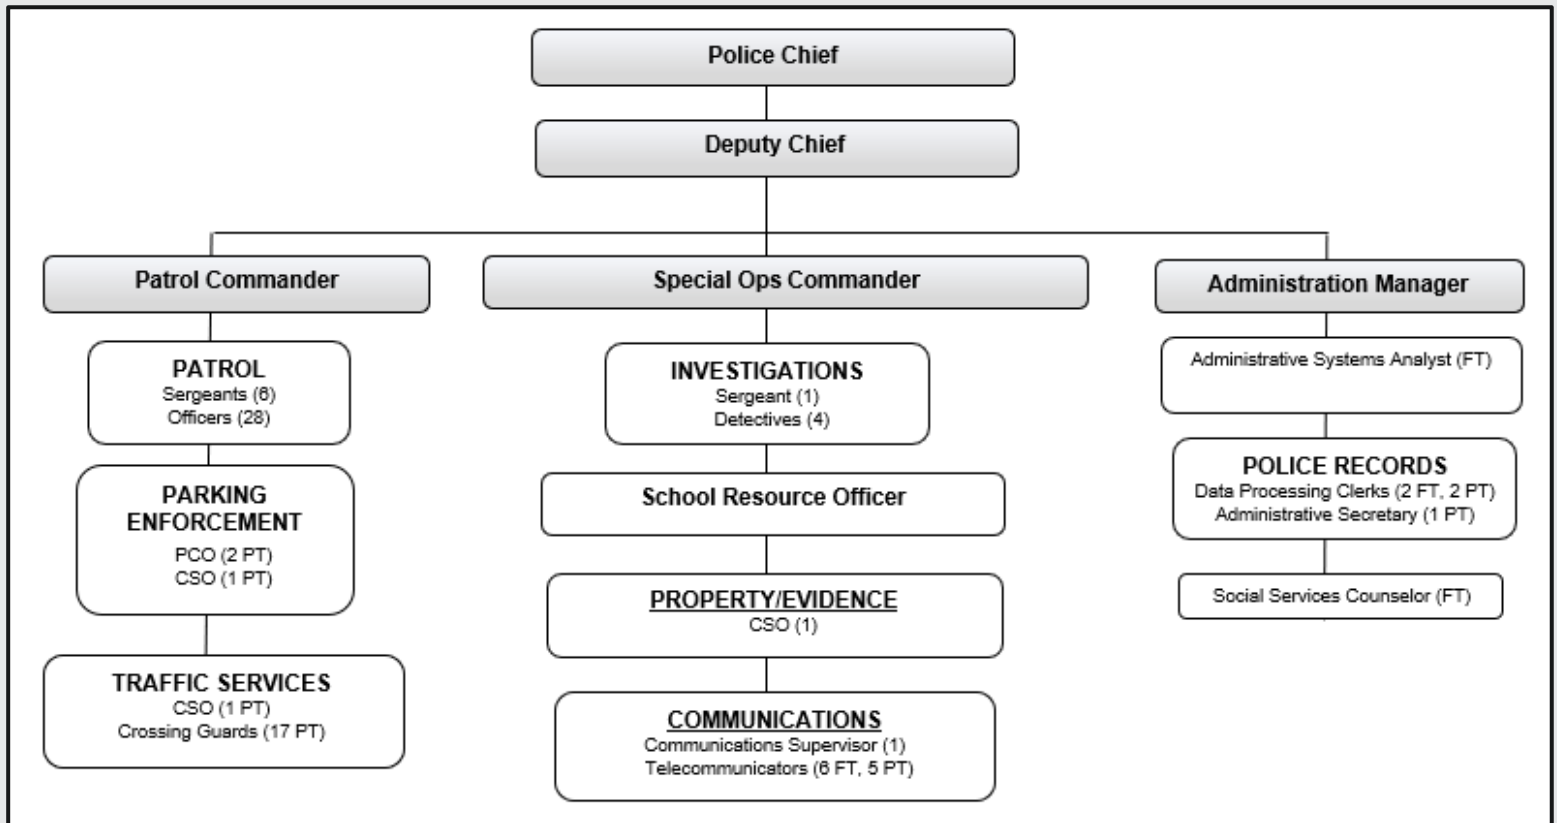 Police Chief
Deputy Chief
Patrol Commander
PATROL
Sergeants (6)
Officers (28)
PARKING
ENFORCEMENT
PCO (2 PT)
CSO (1 PT)
TRAFFIC SERVICES
CSO (1 PT)
Crossing Guards (17 PT)
Special Ops Commander
INVESTIGATIONS
Sergeant (1)
Detectives (4)
School Resource Officer
PROPERTY/EVIDENCE
CSO (1)
COMMUNICATIONS
Communications Supervisor (1)
Telecommunicators (6 FT, 5 PT)
Administration Manager
Administrative Systems Analyst (FT)
POLICE RECORDS
Data Processing Clerks (2 FT, 2 PT)
Administrative Secretary (1 PT)
Social Services Counselor (FT)